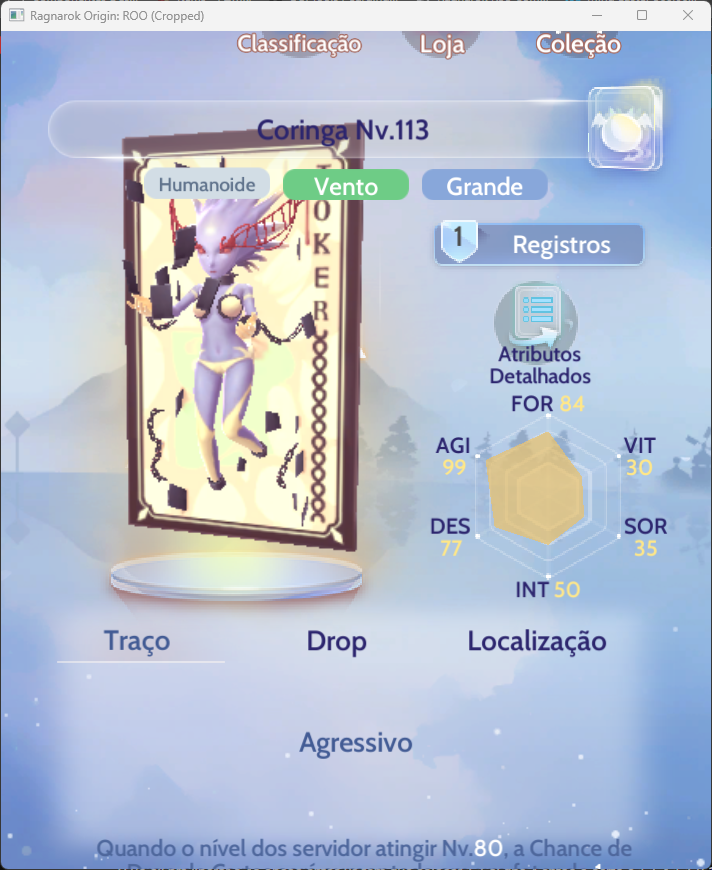 Ragnarok Origin: ROO (Cropped)
Classificação
Loja
Coleção
Coringa Nv.113
Humanoide
Vento
Grande
JOKER
1
Registros
Atributos
Detalhados
FOR 84
AGI
99
VIT
30
DES
77
SOR
35
INT 50
Traço
Drop
Localização
Agressivo
Quando o nível dos servidor atingir Nv.80, a Chance de